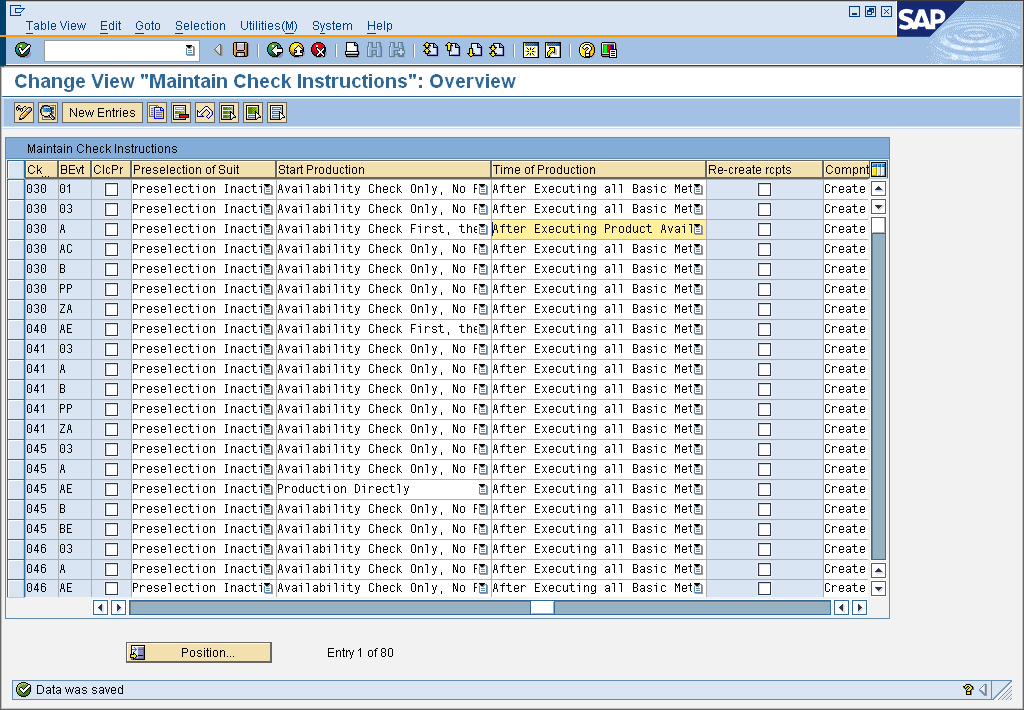 Table View Edit Goto Selection Utilities(M) System Help
SAP
Change View "Maintain Check Instructions": Overview
New Entries
Maintain Check Instructions
Ck... BEvt ClcPr Preselection of Suit Start Production Time of Production Re-create rcpts Compnt
030 01 Preselection Inacti Availability Check Only, No F After Executing all Basic Met Create
030 03 Preselection Inacti Availability Check Only, No F After Executing all Basic Met Create
030 A Preselection Inacti Availability Check First, the After Executing Product Avail Create
030 AC Preselection Inacti Availability Check Only, No F After Executing all Basic Met Create
030 B Preselection Inacti Availability Check Only, No F After Executing all Basic Met Create
030 PP Preselection Inacti Availability Check Only, No F After Executing all Basic Met Create
030 ZA Preselection Inacti Availability Check Only, No F After Executing all Basic Met Create
040 AE Preselection Inacti Availability Check First, the After Executing all Basic Met Create
041 03 Preselection Inacti Availability Check Only, No F After Executing all Basic Met Create
041 A Preselection Inacti Availability Check Only, No F After Executing all Basic Met Create
041 B Preselection Inacti Availability Check Only, No F After Executing all Basic Met Create
041 PP Preselection Inacti Availability Check Only, No F After Executing all Basic Met Create
041 ZA Preselection Inacti Availability Check Only, No F After Executing all Basic Met Create
045 03 Preselection Inacti Availability Check Only, No F After Executing all Basic Met Create
045 A Preselection Inacti Availability Check Only, No F After Executing all Basic Met Create
045 AE Preselection Inacti Production Directly After Executing all Basic Met Create
045 B Preselection Inacti Availability Check Only, No F After Executing all Basic Met Create
045 BE Preselection Inacti Availability Check Only, No F After Executing all Basic Met Create
046 03 Preselection Inacti Availability Check Only, No F After Executing all Basic Met Create
046 A Preselection Inacti Availability Check Only, No F After Executing all Basic Met Create
046 AE Preselection Inacti Availability Check Only, No F After Executing all Basic Met Create
Position... Entry 1 of 80
Data was saved